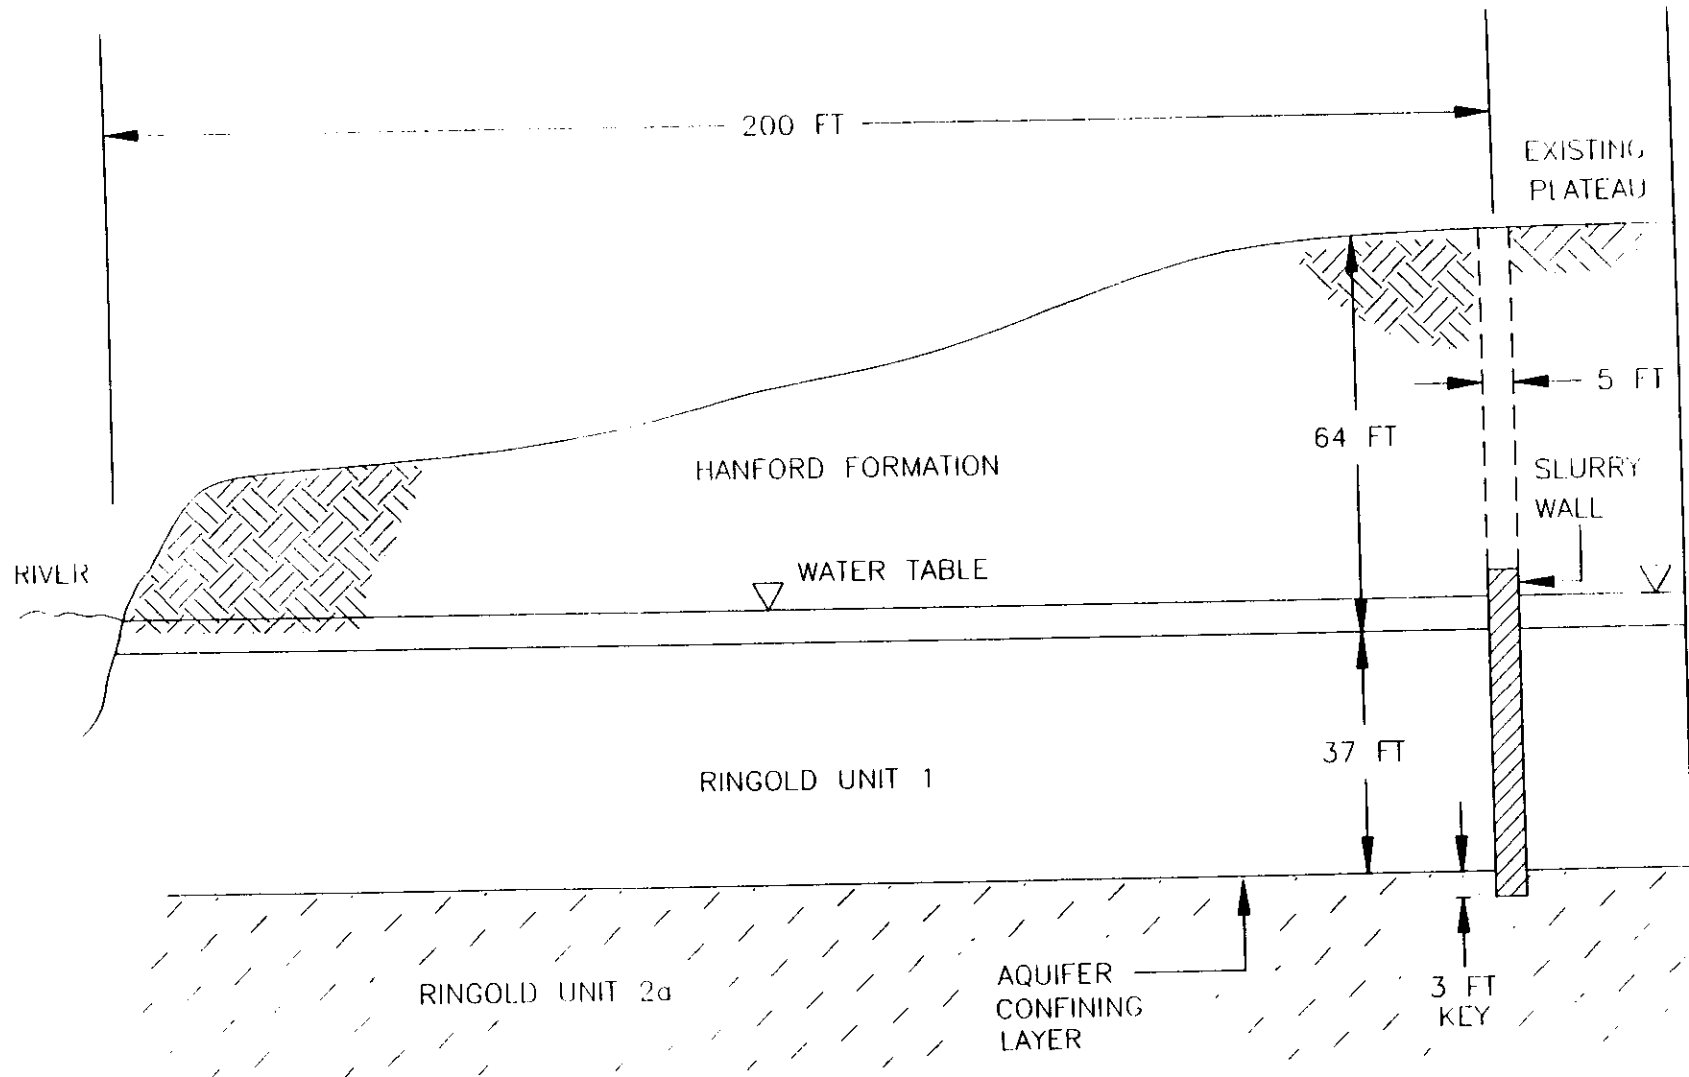 200 FT
EXISTING
PLATEAU
5 FT
64 FT
HANFORD FORMATION
SLURRY
WALL
RIVER
WATER TABLE
37 FT
RINGOLD UNIT 1
AQUIFER
CONFINING
LAYER
3 FT
KEY
RINGOLD UNIT 2a